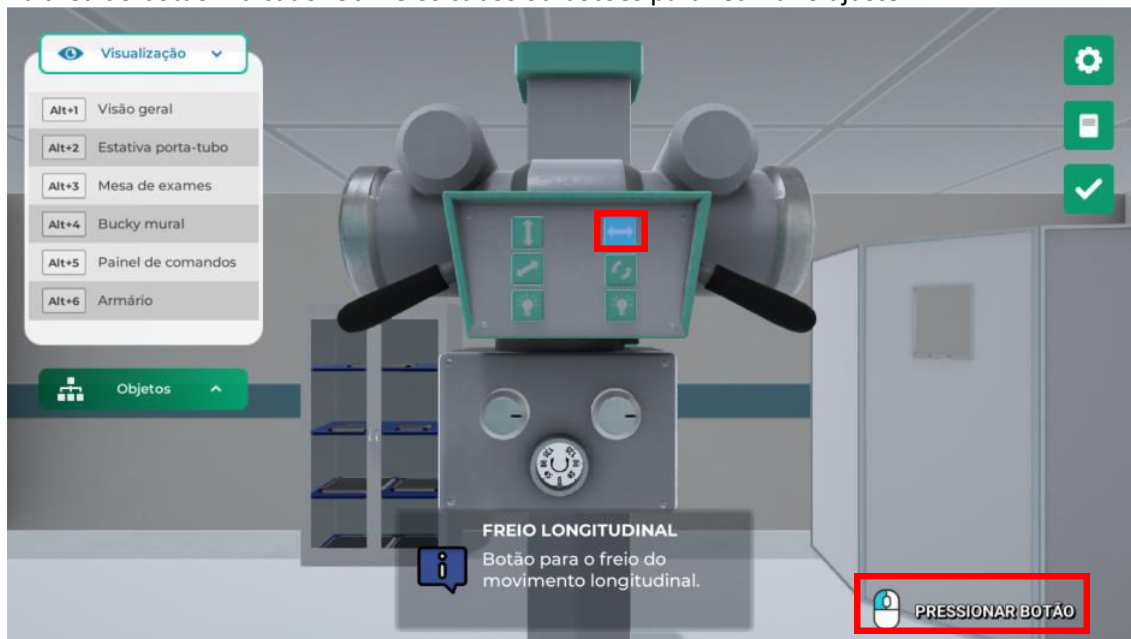 Visualização
Alt+1 Visão geral
Alt+2 Estativa porta-tubo
Alt+3 Mesa de exames
Alt+4 Bucky mural
Alt+5 Painel de comandos
Alt+6 Armário
Objetos
FREIO LONGITUDINAL
Botão para o freio do
movimento longitudinal.
PRESSIONAR BOTÃO